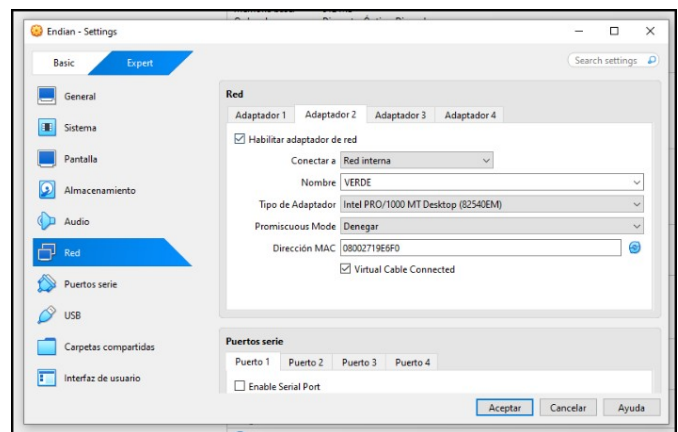 Endian - Settings
Basic Expert Search settings
General
Sistema
Pantalla
Almacenamiento
Audio
Red
Puertos serie
USB
Carpetas compartidas
Interfaz de usuario
Red
Adaptador 1 Adaptador 2 Adaptador 3 Adaptador 4
Habilitar adaptador de red
Conectar a Red interna
Nombre VERDE
Tipo de Adaptador Intel PRO/1000 MT Desktop (82540EM)
Promiscuous Mode Denegar
Dirección MAC 08002719E6F0
Virtual Cable Connected
Puertos serie
Puerto 1 Puerto 2 Puerto 3 Puerto 4
Enable Serial Port
Aceptar Cancelar Ayuda